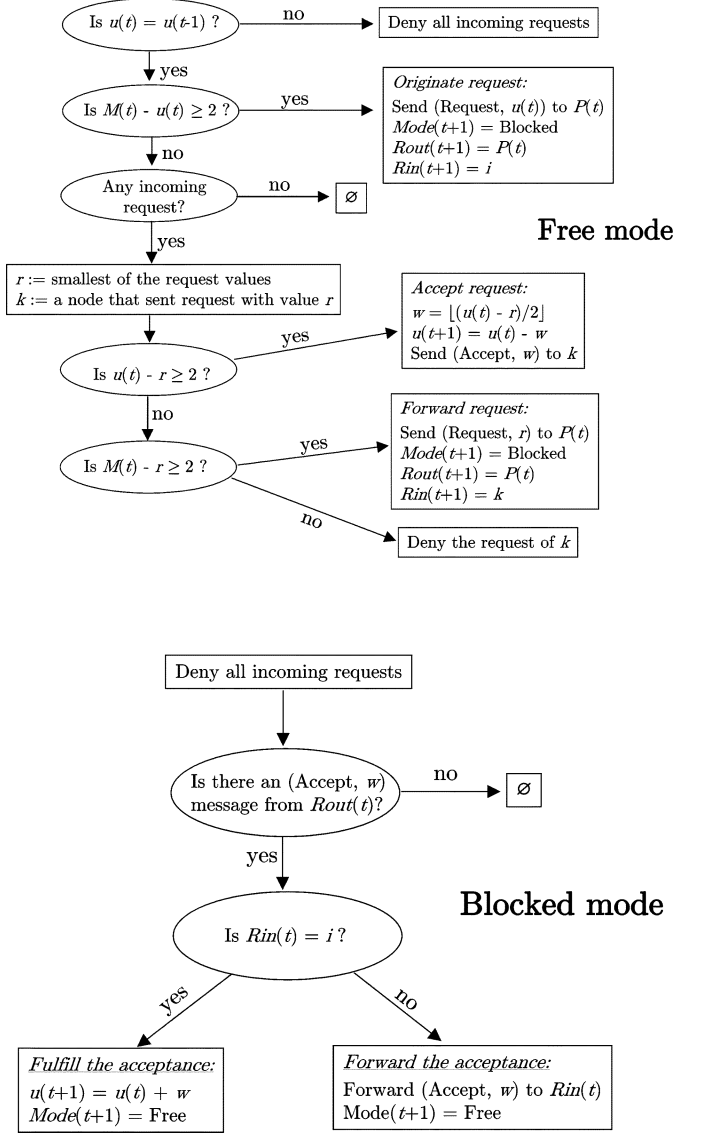 Is u(t) = u(t-1) ?
no
Deny all incoming requests
yes
Is M(t) - u(t) ≥ 2 ?
yes
Originate request:
Send (Request, u(t)) to P(t)
Mode(t+1) = Blocked
Rout(t+1) = P(t)
Rin(t+1) = i
no
Any incoming
request?
no
∅
Free mode
yes
r := smallest of the request values
k := a node that sent request with value r
Accept request:
w = ⌊(u(t) - r)/2⌋
u(t+1) = u(t) - w
Send (Accept, w) to k
yes
Is u(t) - r ≥ 2 ?
no
Forward request:
Send (Request, r) to P(t)
Mode(t+1) = Blocked
Rout(t+1) = P(t)
Rin(t+1) = k
yes
Is M(t) - r ≥ 2 ?
no
Deny the request of k
Deny all incoming requests
Is there an (Accept, w)
message from Rout(t)?
no
∅
yes
Blocked mode
Is Rin(t) = i ?
yes
no
Fulfill the acceptance:
u(t+1) = u(t) + w
Mode(t+1) = Free
Forward the acceptance:
Forward (Accept, w) to Rin(t)
Mode(t+1) = Free